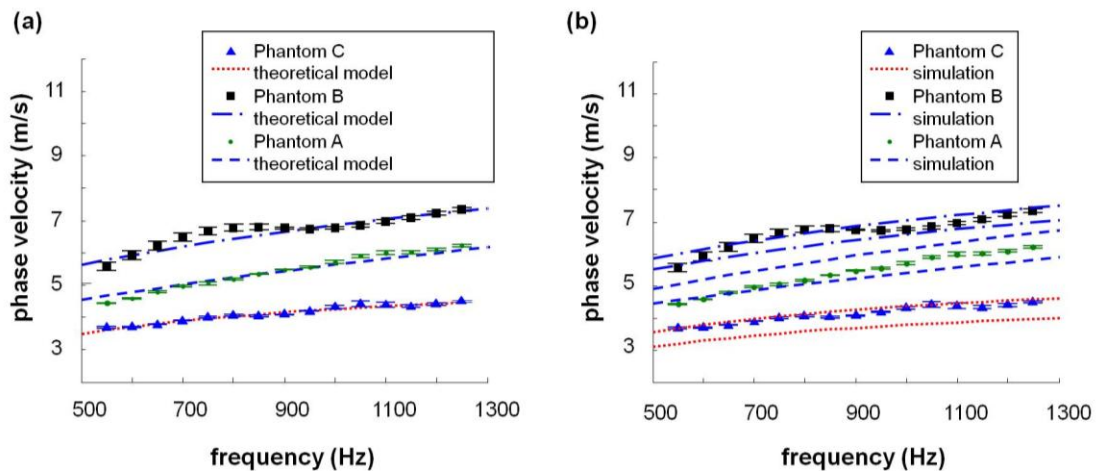 (a)
Phantom C
theoretical model
Phantom B
theoretical model
Phantom A
theoretical model
phase velocity (m/s)
11
9
7
5
3
500 700 900 1100 1300
frequency (Hz)
(b)
Phantom C
simulation
Phantom B
simulation
Phantom A
simulation
phase velocity (m/s)
11
9
7
5
3
500 700 900 1100 1300
frequency (Hz)